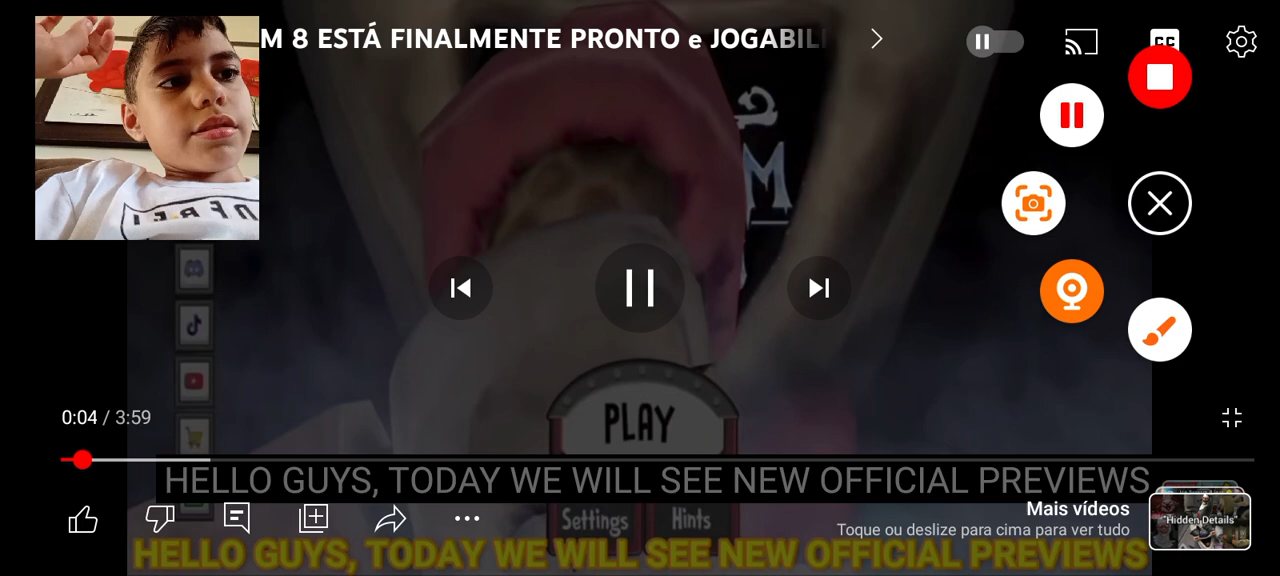 M 8 ESTÁ FINALMENTE PRONTO e JOGABILI
CC
M
PLAY
0:04 / 3:59
HELLO GUYS, TODAY WE WILL SEE NEW OFFICIAL PREVIEWS
Mais vídeos
Toque ou deslize para cima para ver tudo
"Hidden Details"
Settings
Hints
HELLO GUYS, TODAY WE WILL SEE NEW OFFICIAL PREVIEWS